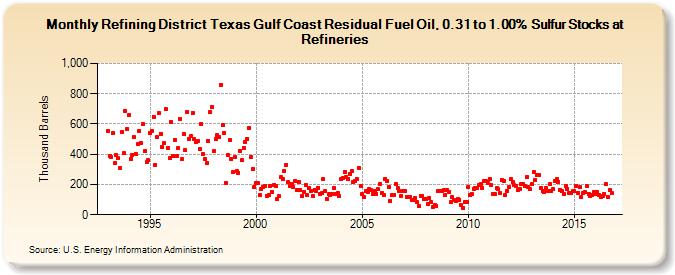 Monthly Refining District Texas Gulf Coast Residual Fuel Oil, 0.31 to 1.00% Sulfur Stocks at
Refineries
Thousand Barrels
1,000
800
600
400
200
0
1995
2000
2005
2010
2015
Source: U.S. Energy Information Administration